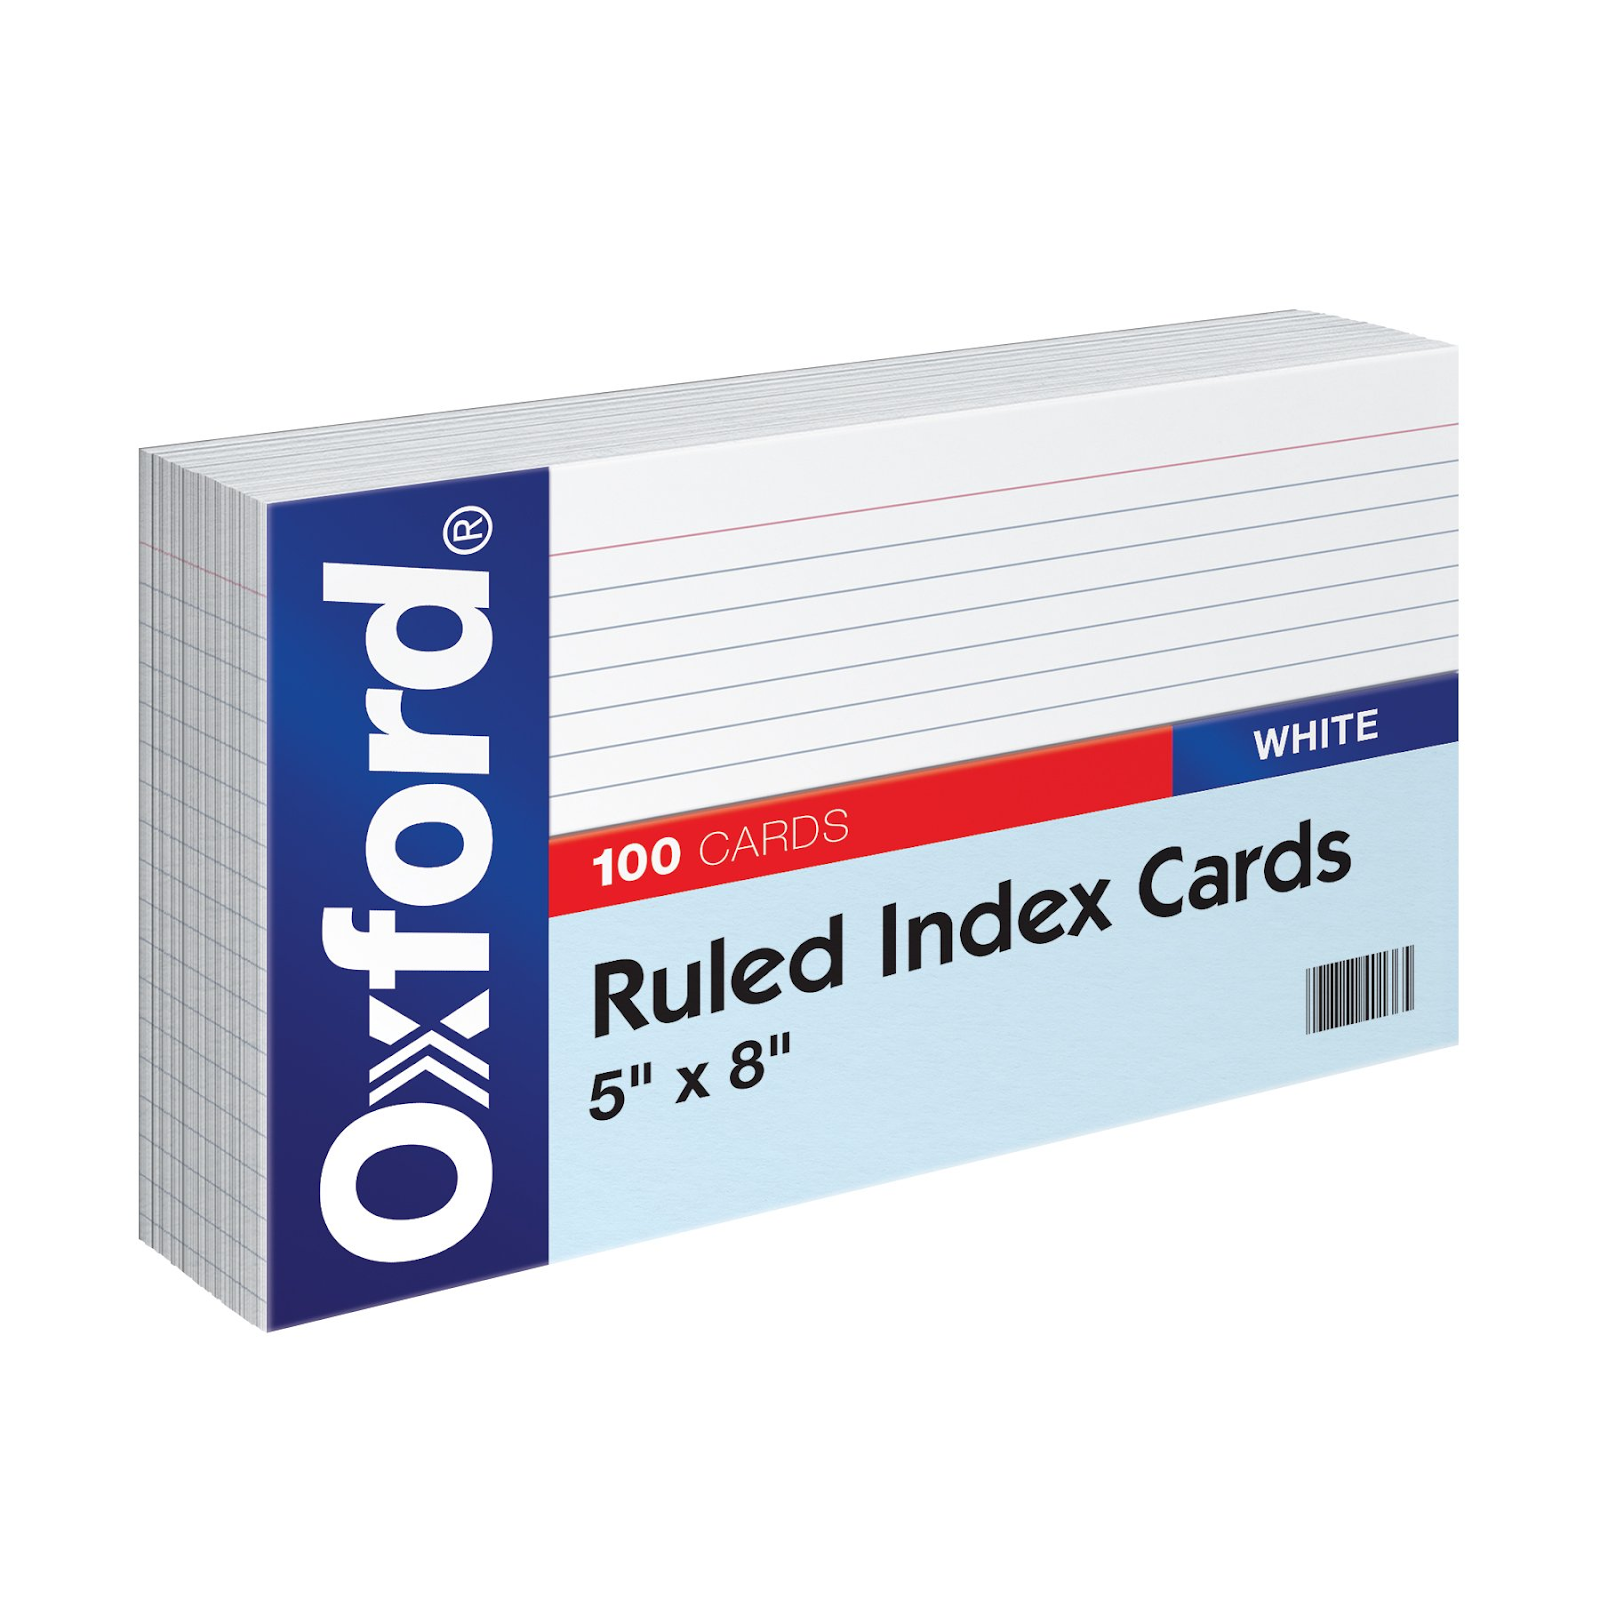 Oxford®
100 CARDS
WHITE
Ruled Index Cards
5" x 8"